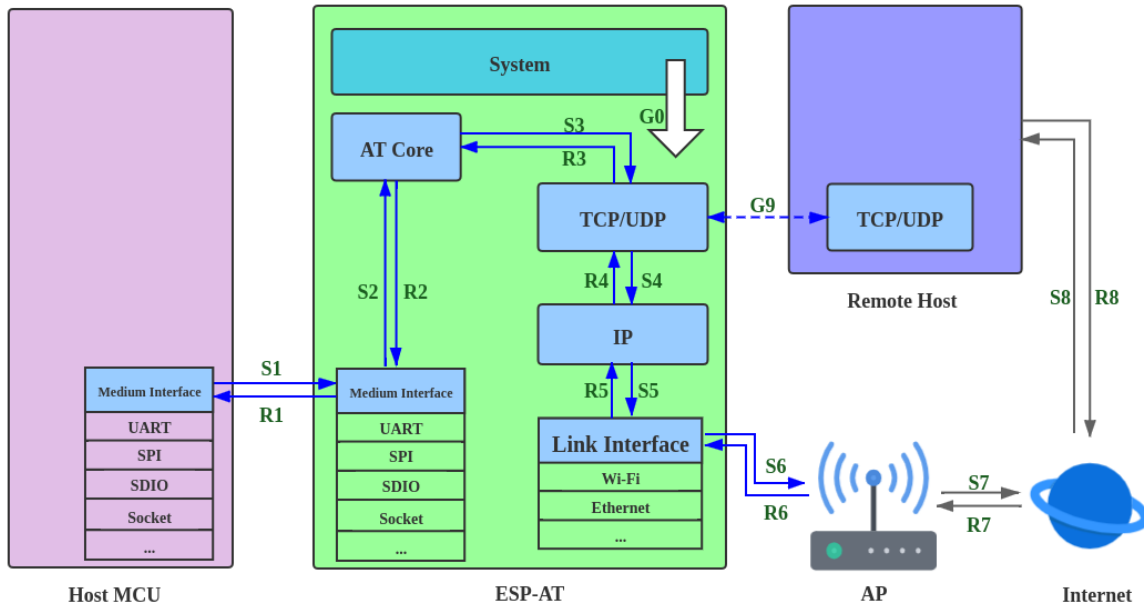 System
G0
S3
AT Core
R3
TCP/UDP
G9
TCP/UDP
S2
R2
R4
S4
S8
R8
Remote Host
IP
S1
R5
S5
Medium Interface
Medium Interface
R1
UART
UART
Link Interface
SPI
SPI
S6
Wi-Fi
SDIO
SDIO
S7
R6
Ethernet
Socket
Socket
R7
...
...
...
Host MCU
ESP-AT
AP
Internet